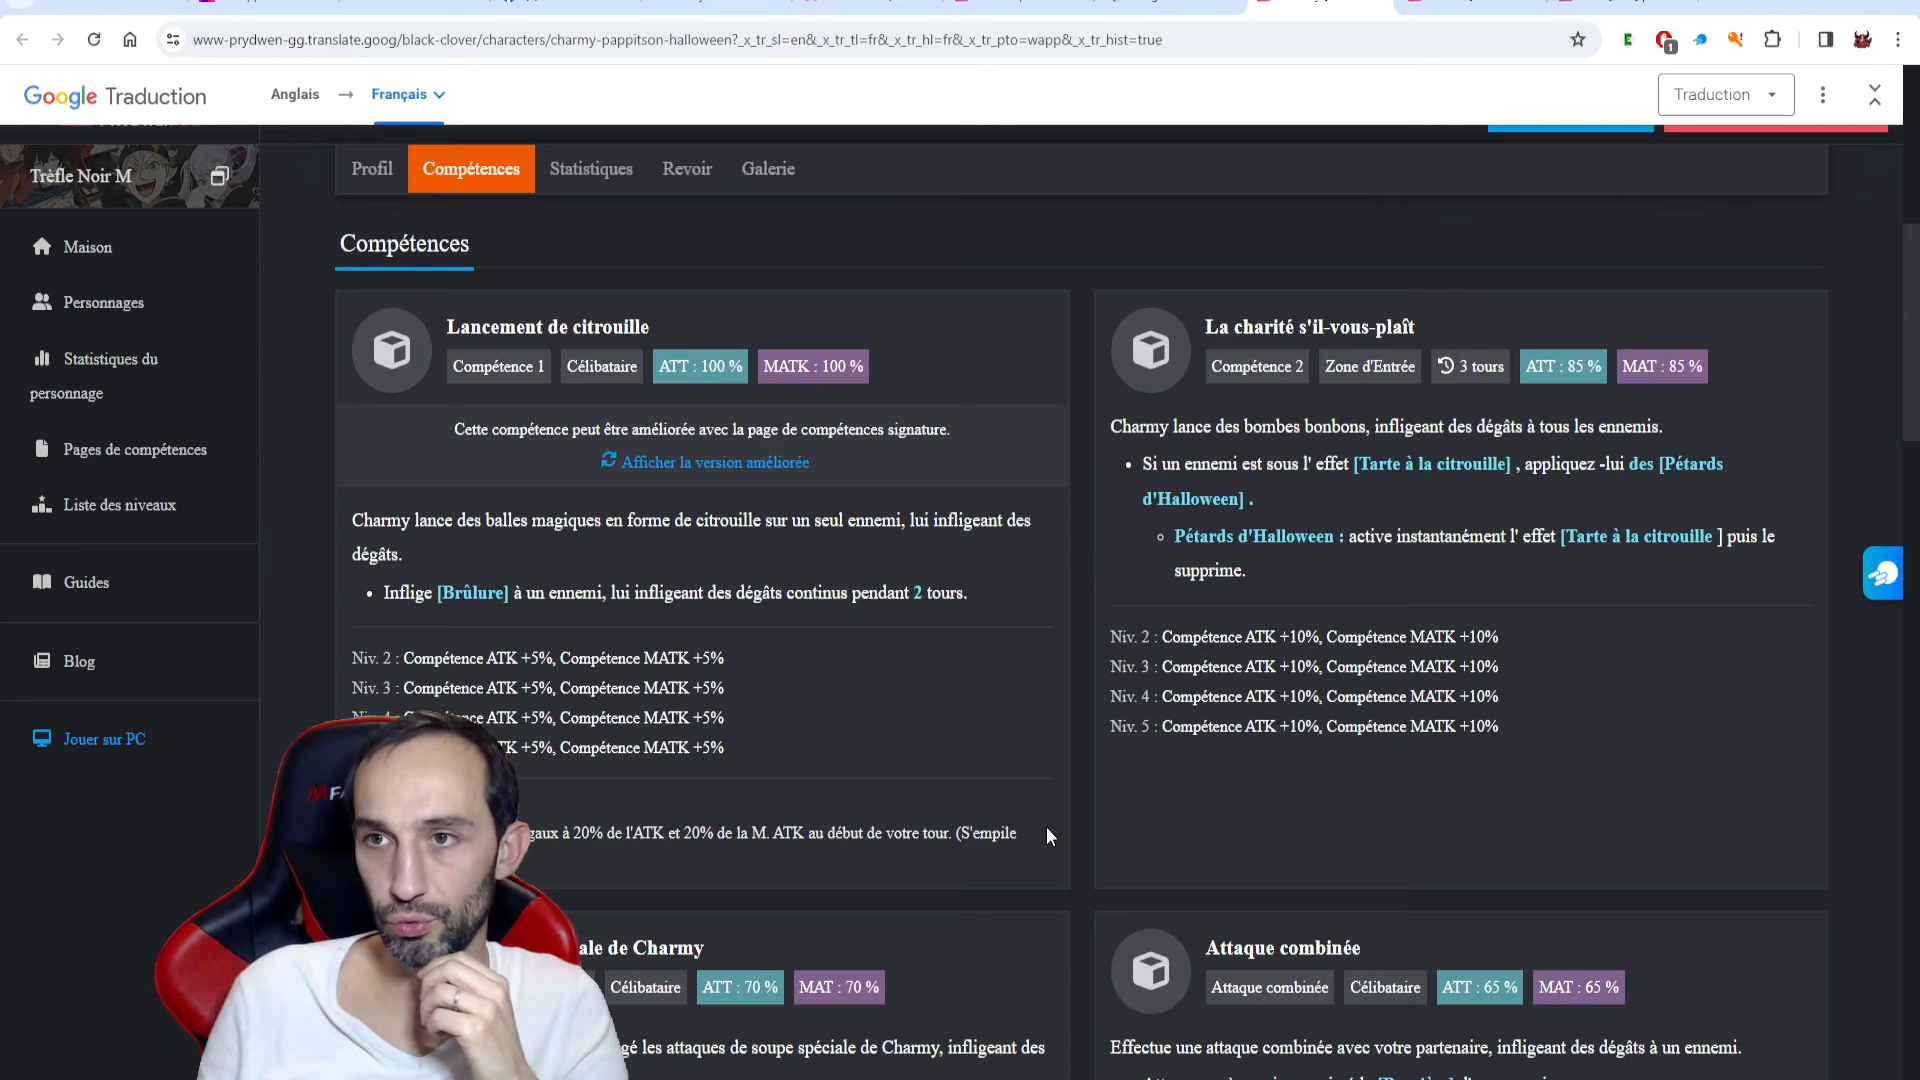 www-prydwen-gg.translate.goog/black-clover/characters/charmy-pappitson-halloween?_x_tr_sl=en&_x_tr_tl=fr&_x_tr_hl=fr&_x_tr_pto=wapp&_x_tr_hist=true
1
Google Traduction
Anglais → Français
Traduction
Trèfle Noir M
Profil
Compétences
Statistiques
Revoir
Galerie
Maison
Personnages
Statistiques du
personnage
Pages de compétences
Liste des niveaux
Guides
Blog
Jouer sur PC
Compétences
Lancement de citrouille
Compétence 1
Célibataire
ATT : 100 %
MATK : 100 %
Cette compétence peut être améliorée avec la page de compétences signature.
Afficher la version améliorée
Charmy lance des balles magiques en forme de citrouille sur un seul ennemi, lui infligeant des
dégâts.
Inflige [Brûlure] à un ennemi, lui infligeant des dégâts continus pendant 2 tours.
Niv. 2 : Compétence ATK +5%, Compétence MATK +5%
Niv. 3 : Compétence ATK +5%, Compétence MATK +5%
ATK +5%, Compétence MATK +5%
+5%, Compétence MATK +5%
à 20% de l'ATK et 20% de la M. ATK au début de votre tour. (S'empile
La charité s'il-vous-plaît
Compétence 2
Zone d'Entrée
3 tours
ATT : 85 %
MAT : 85 %
Charmy lance des bombes bonbons, infligeant des dégâts à tous les ennemis.
Si un ennemi est sous l' effet [Tarte à la citrouille] , appliquez -lui des [Pétards
d'Halloween] .
Pétards d'Halloween : active instantanément l' effet [Tarte à la citrouille ] puis le
supprime.
Niv. 2 : Compétence ATK +10%, Compétence MATK +10%
Niv. 3 : Compétence ATK +10%, Compétence MATK +10%
Niv. 4 : Compétence ATK +10%, Compétence MATK +10%
Niv. 5 : Compétence ATK +10%, Compétence MATK +10%
de Charmy
Célibataire
ATT : 70 %
MAT : 70 %
les attaques de soupe spéciale de Charmy, infligeant des
Attaque combinée
Attaque combinée
Célibataire
ATT : 65 %
MAT : 65 %
Effectue une attaque combinée avec votre partenaire, infligeant des dégâts à un ennemi.